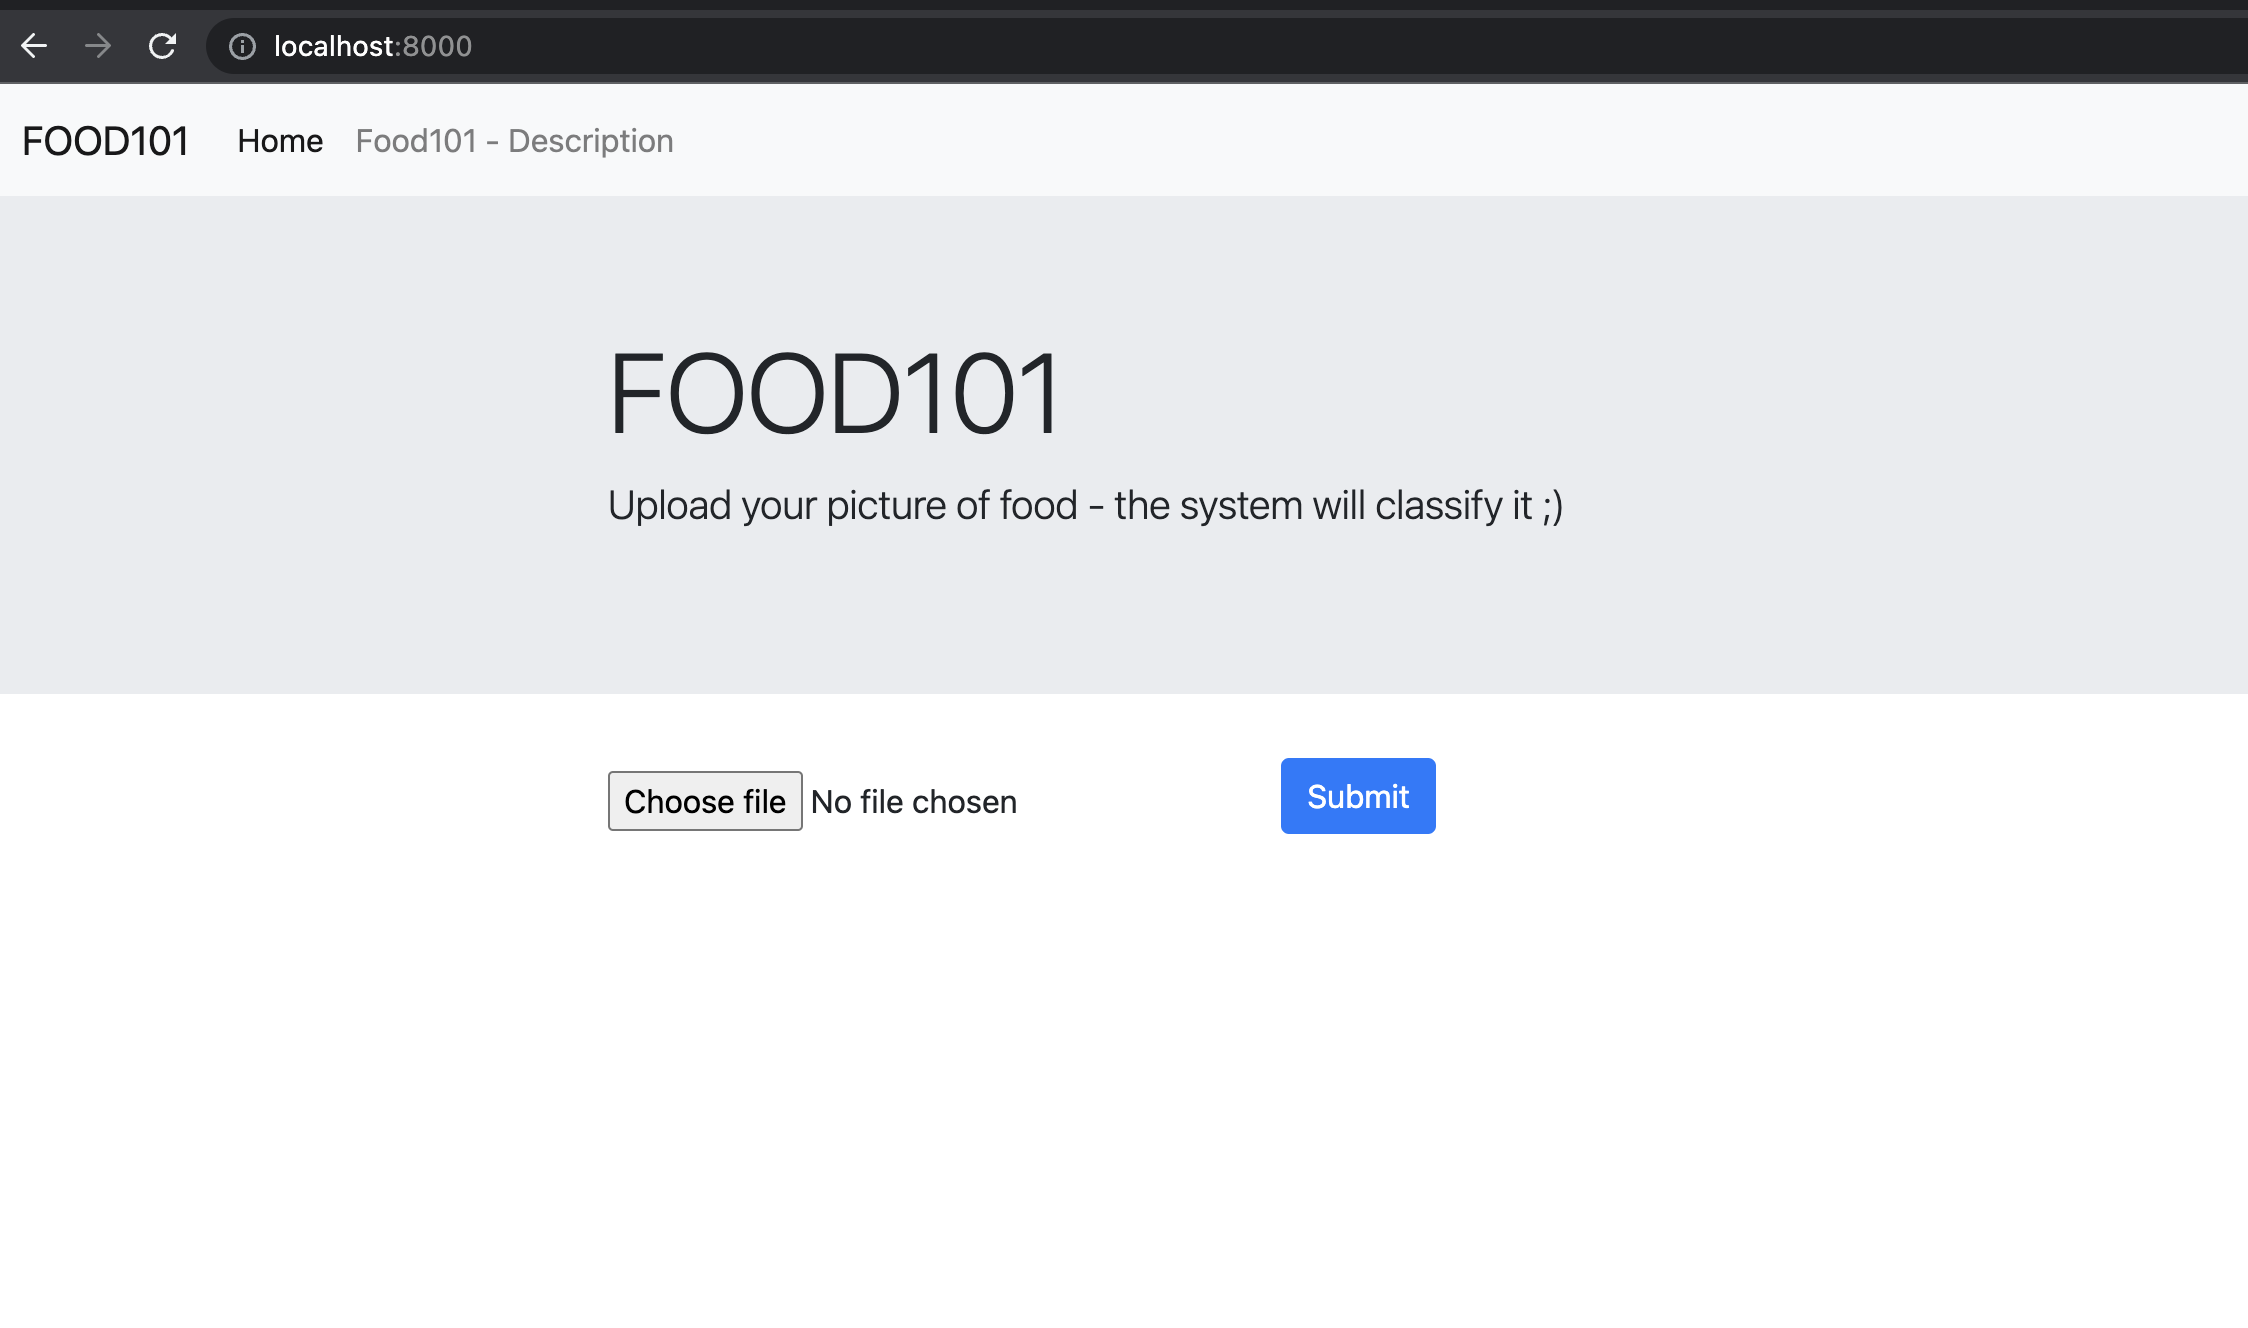 localhost:8000
FOOD101 Home Food101 - Description
FOOD101
Upload your picture of food - the system will classify it ;)
Choose file No file chosen Submit